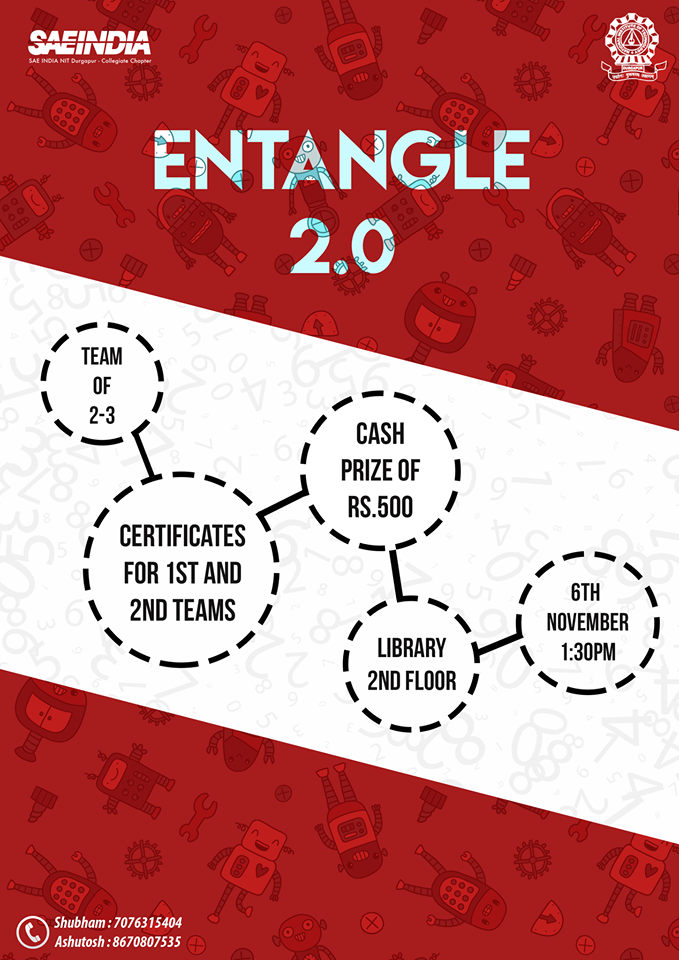 SAEINDIA
SAE INDIA NIT Durgapur - Collegiate Chapter
ENTANGLE
2.0
TEAM
OF
2-3
CERTIFICATES
FOR 1ST AND
2ND TEAMS
CASH
PRIZE OF
RS.500
LIBRARY
2ND FLOOR
6TH
NOVEMBER
1:30PM
Shubham : 7076315404
Ashutosh : 8670807535